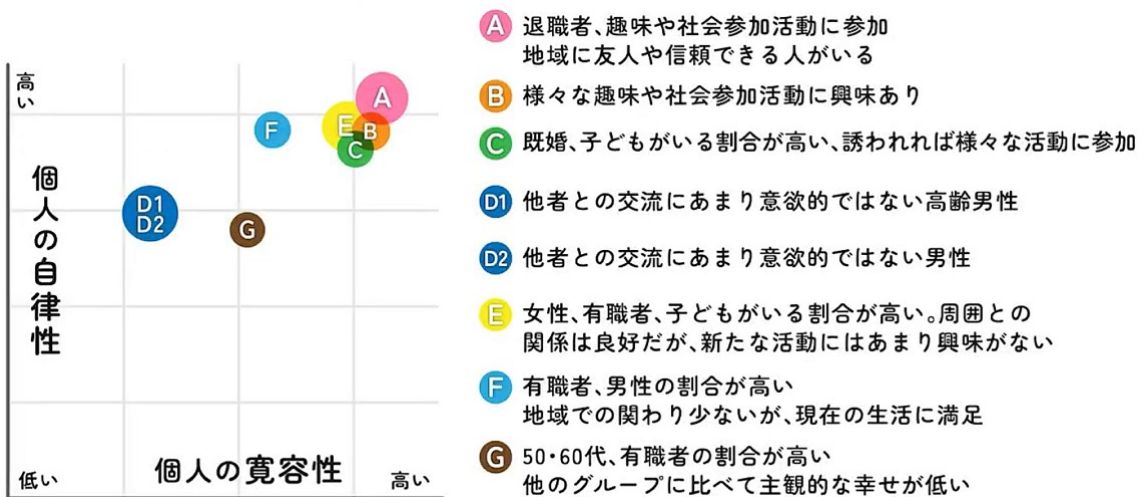 高い
個人の自律性
A
E
B
C
F
D1
D2
G
低い
個人の寛容性
高い
A 退職者、趣味や社会参加活動に参加
地域に友人や信頼できる人がいる
B 様々な趣味や社会参加活動に興味あり
C 既婚、子どもがいる割合が高い、誘われれば様々な活動に参加
D1 他者との交流にあまり意欲的ではない高齢男性
D2 他者との交流にあまり意欲的ではない男性
E 女性、有職者、子どもがいる割合が高い。周囲との
関係は良好だが、新たな活動にはあまり興味がない
F 有職者、男性の割合が高い
地域での関わり少ないが、現在の生活に満足
G 50・60代、有職者の割合が高い
他のグループに比べて主観的な幸せが低い